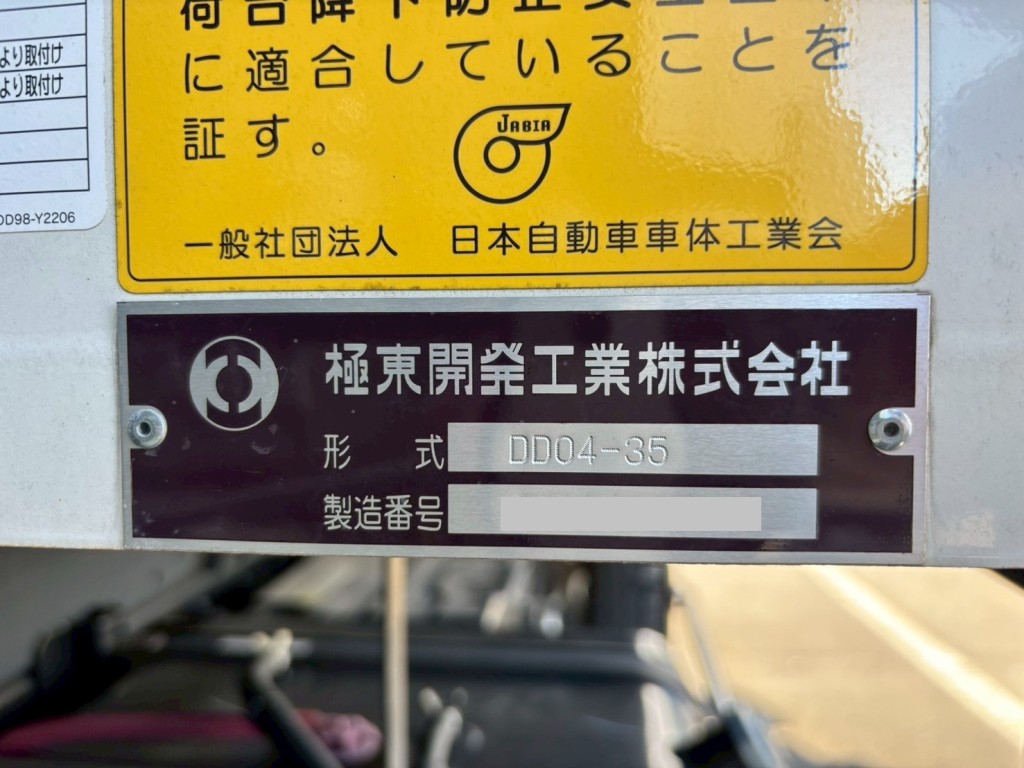 より取付け
より取付け
DD98-Y2206
に適合していることを
証す。
JABIA
一般社団法人 日本自動車車体工業会
極東開発工業株式会社
形 式 DD04-35
製造番号